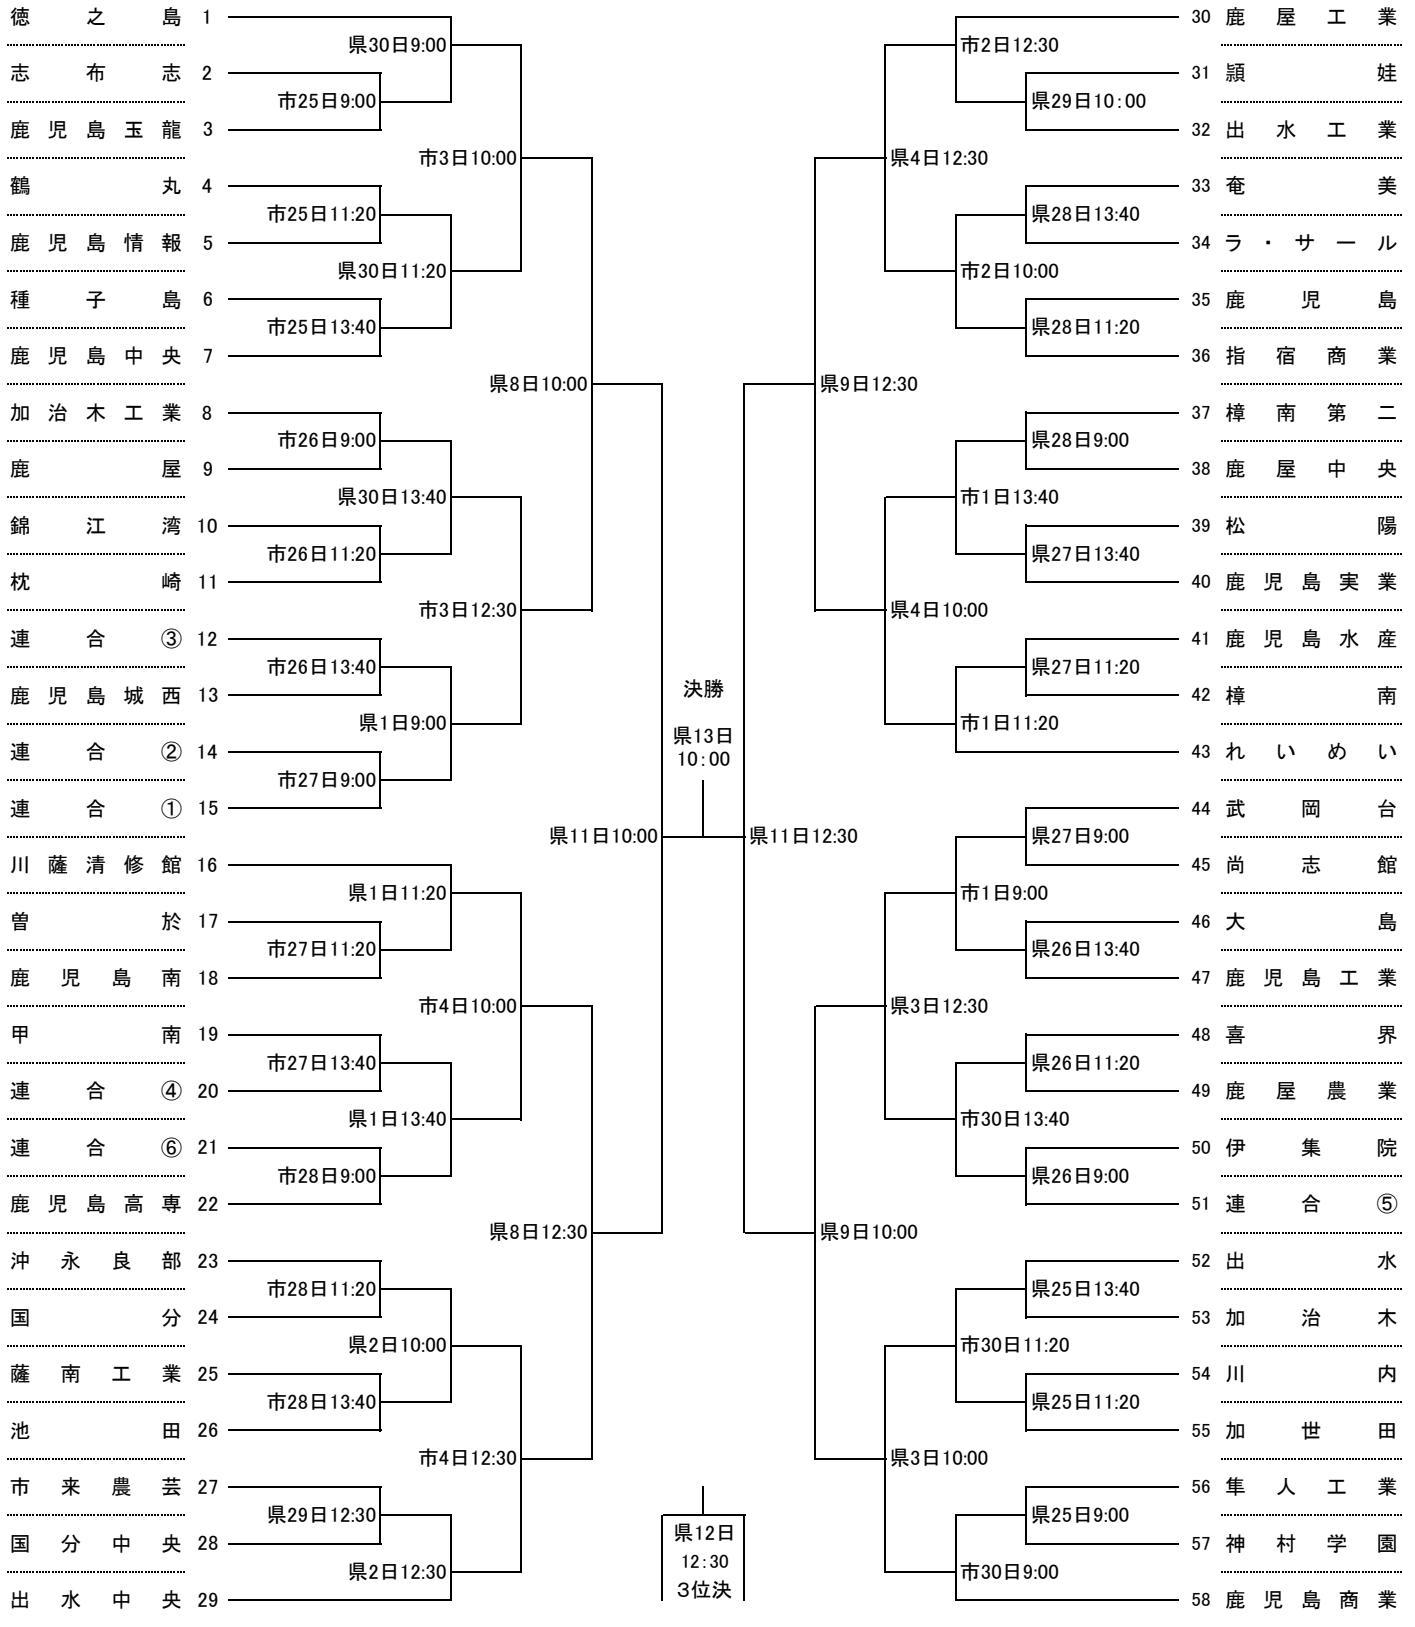 徳之島 1
県30日9:00
志布志 2
市25日9:00
鹿児島玉龍 3
市3日10:00
鶴丸 4
市25日11:20
鹿児島情報 5
県30日11:20
種子島 6
市25日13:40
鹿児島中央 7
県8日10:00
加治木工業 8
市26日9:00
鹿屋 9
県30日13:40
錦江湾 10
市26日11:20
枕崎 11
市3日12:30
連合③ 12
市26日13:40
鹿児島城西 13
県1日9:00
連合② 14
市27日9:00
連合① 15
県11日10:00
川薩清修館 16
県1日11:20
曽於 17
市27日11:20
鹿児島南 18
市4日10:00
甲南 19
市27日13:40
連合④ 20
県1日13:40
連合⑥ 21
市28日9:00
鹿児島高専 22
県8日12:30
沖永良部 23
市28日11:20
国分 24
県2日10:00
薩南工業 25
市28日13:40
池田 26
市4日12:30
市来農芸 27
県29日12:30
国分中央 28
県2日12:30
出水中央 29
決勝
県13日
10:00
県12日
12:30
3位決
30 鹿屋工業
市2日12:30
31 頴娃
県29日10:00
32 出水工業
県4日12:30
33 奄美
県28日13:40
34 ラ・サール
市2日10:00
35 鹿児島
県28日11:20
36 指宿商業
県9日12:30
37 樟南第二
県28日9:00
38 鹿屋中央
市1日13:40
39 松陽
県27日13:40
40 鹿児島実業
県4日10:00
41 鹿児島水産
県27日11:20
42 樟南
市1日11:20
43 れいめい
44 武岡台
県11日12:30
県27日9:00
45 尚志館
市1日9:00
46 大島
県26日13:40
47 鹿児島工業
県3日12:30
48 喜界
県26日11:20
49 鹿屋農業
市30日13:40
50 伊集院
県26日9:00
51 連合⑤
県9日10:00
52 出水
県25日13:40
53 加治木
市30日11:20
54 川内
県25日11:20
55 加世田
県3日10:00
56 隼人工業
県25日9:00
57 神村学園
市30日9:00
58 鹿児島商業